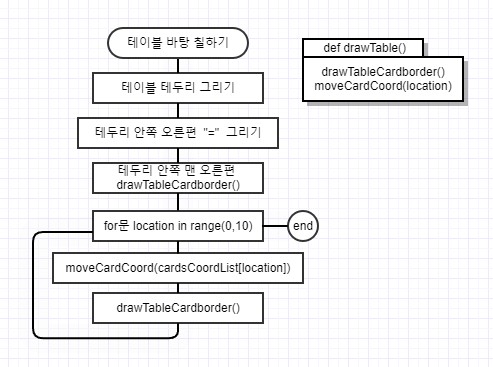 테이블 바탕 칠하기
테이블 테두리 그리기
테두리 안쪽 오른편 "=" 그리기
테두리 안쪽 맨 오른편
drawTableCardborder()
for문 location in range(0,10)
end
moveCardCoord(cardsCoordList[location])
drawTableCardborder()
def drawTable()
drawTableCardborder()
moveCardCoord(location)